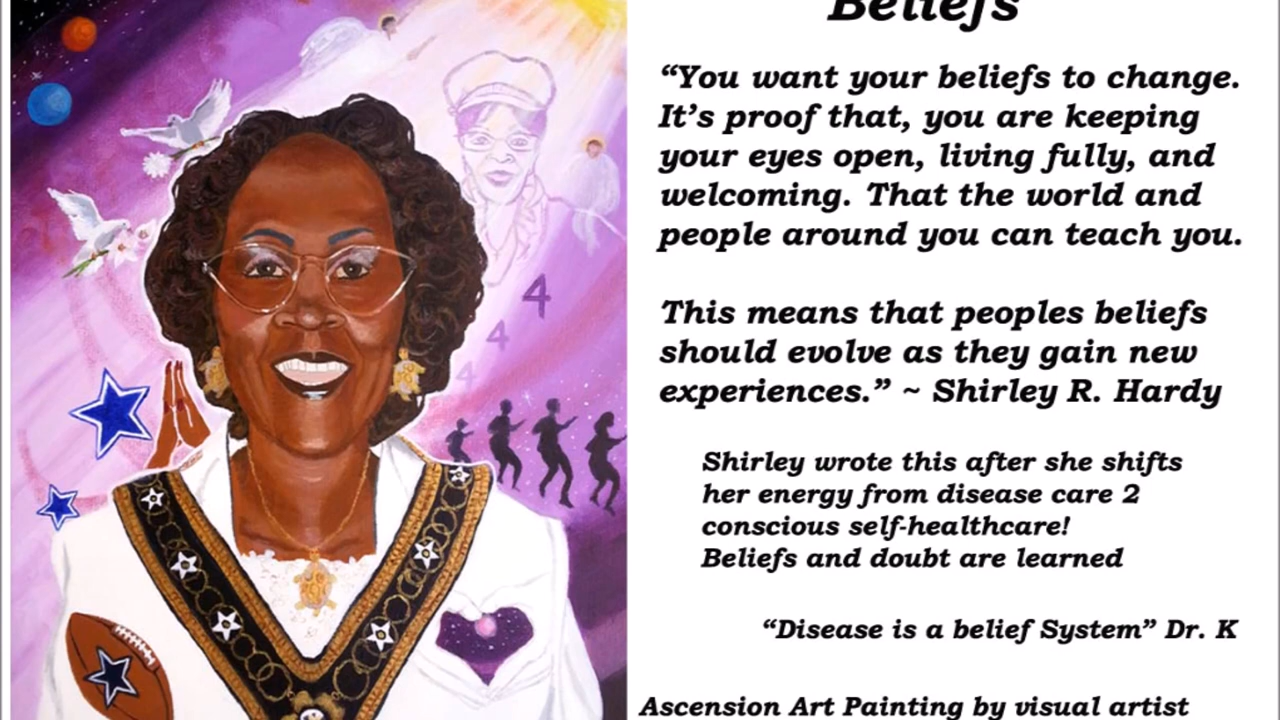 Beliefs
“You want your beliefs to change.
It’s proof that, you are keeping
your eyes open, living fully, and
welcoming. That the world and
people around you can teach you.
This means that peoples beliefs
should evolve as they gain new
experiences.” ~ Shirley R. Hardy
Shirley wrote this after she shifts
her energy from disease care 2
conscious self-healthcare!
Beliefs and doubt are learned
“Disease is a belief System” Dr. K
Ascension Art Painting by visual artist
4
4
4